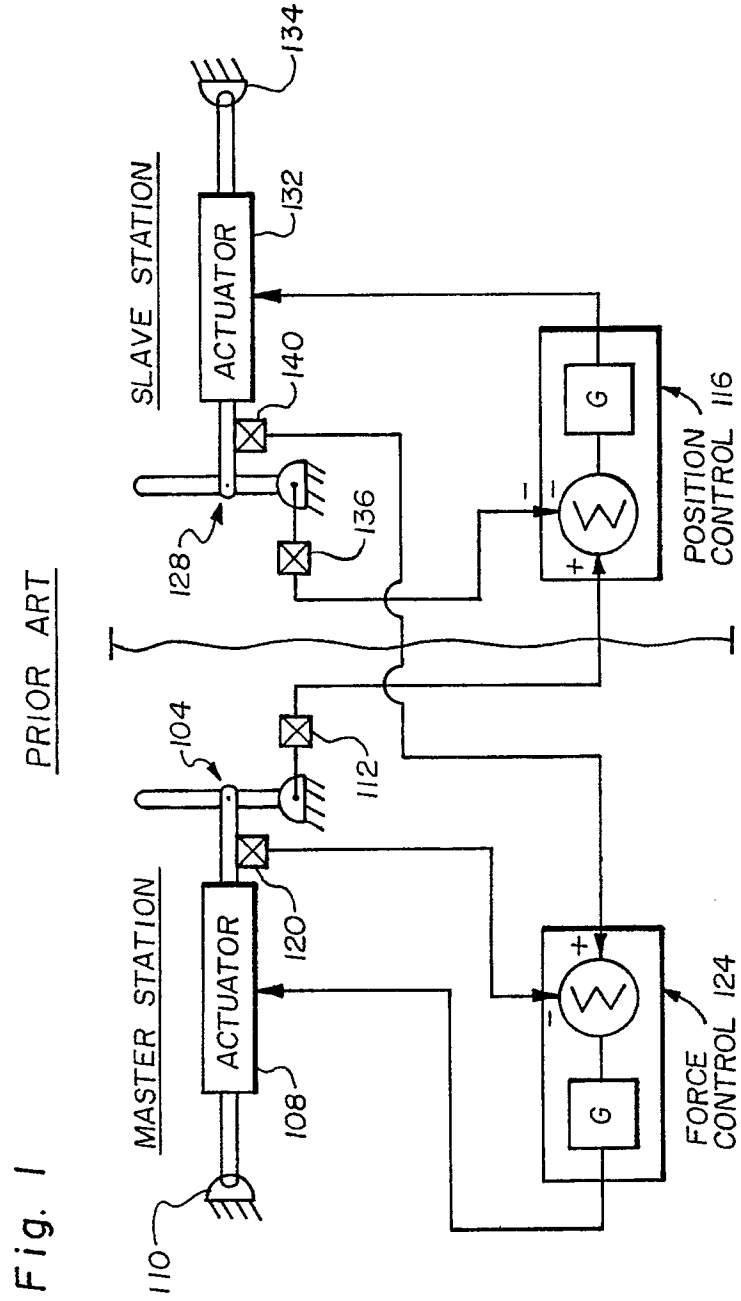 Fig. 1
PRIOR ART
MASTER STATION
SLAVE STATION
110
ACTUATOR
108
120
104
112
128
136
140
ACTUATOR
132
134
G
Σ
-
+
FORCE
CONTROL 124
+
- -
Σ
G
POSITION
CONTROL 116